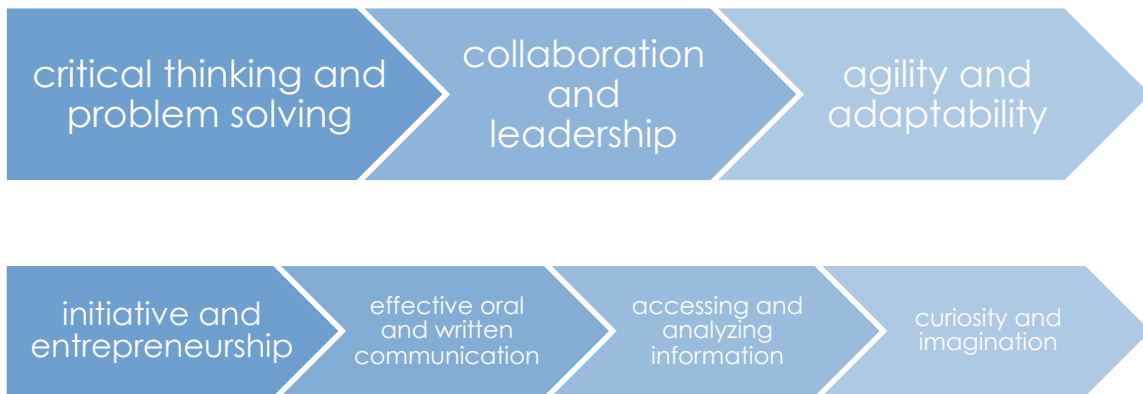 critical thinking and
problem solving
collaboration
and
leadership
agility and
adaptability
initiative and
entrepreneurship
effective oral
and written
communication
accessing and
analyzing
information
curiosity and
imagination